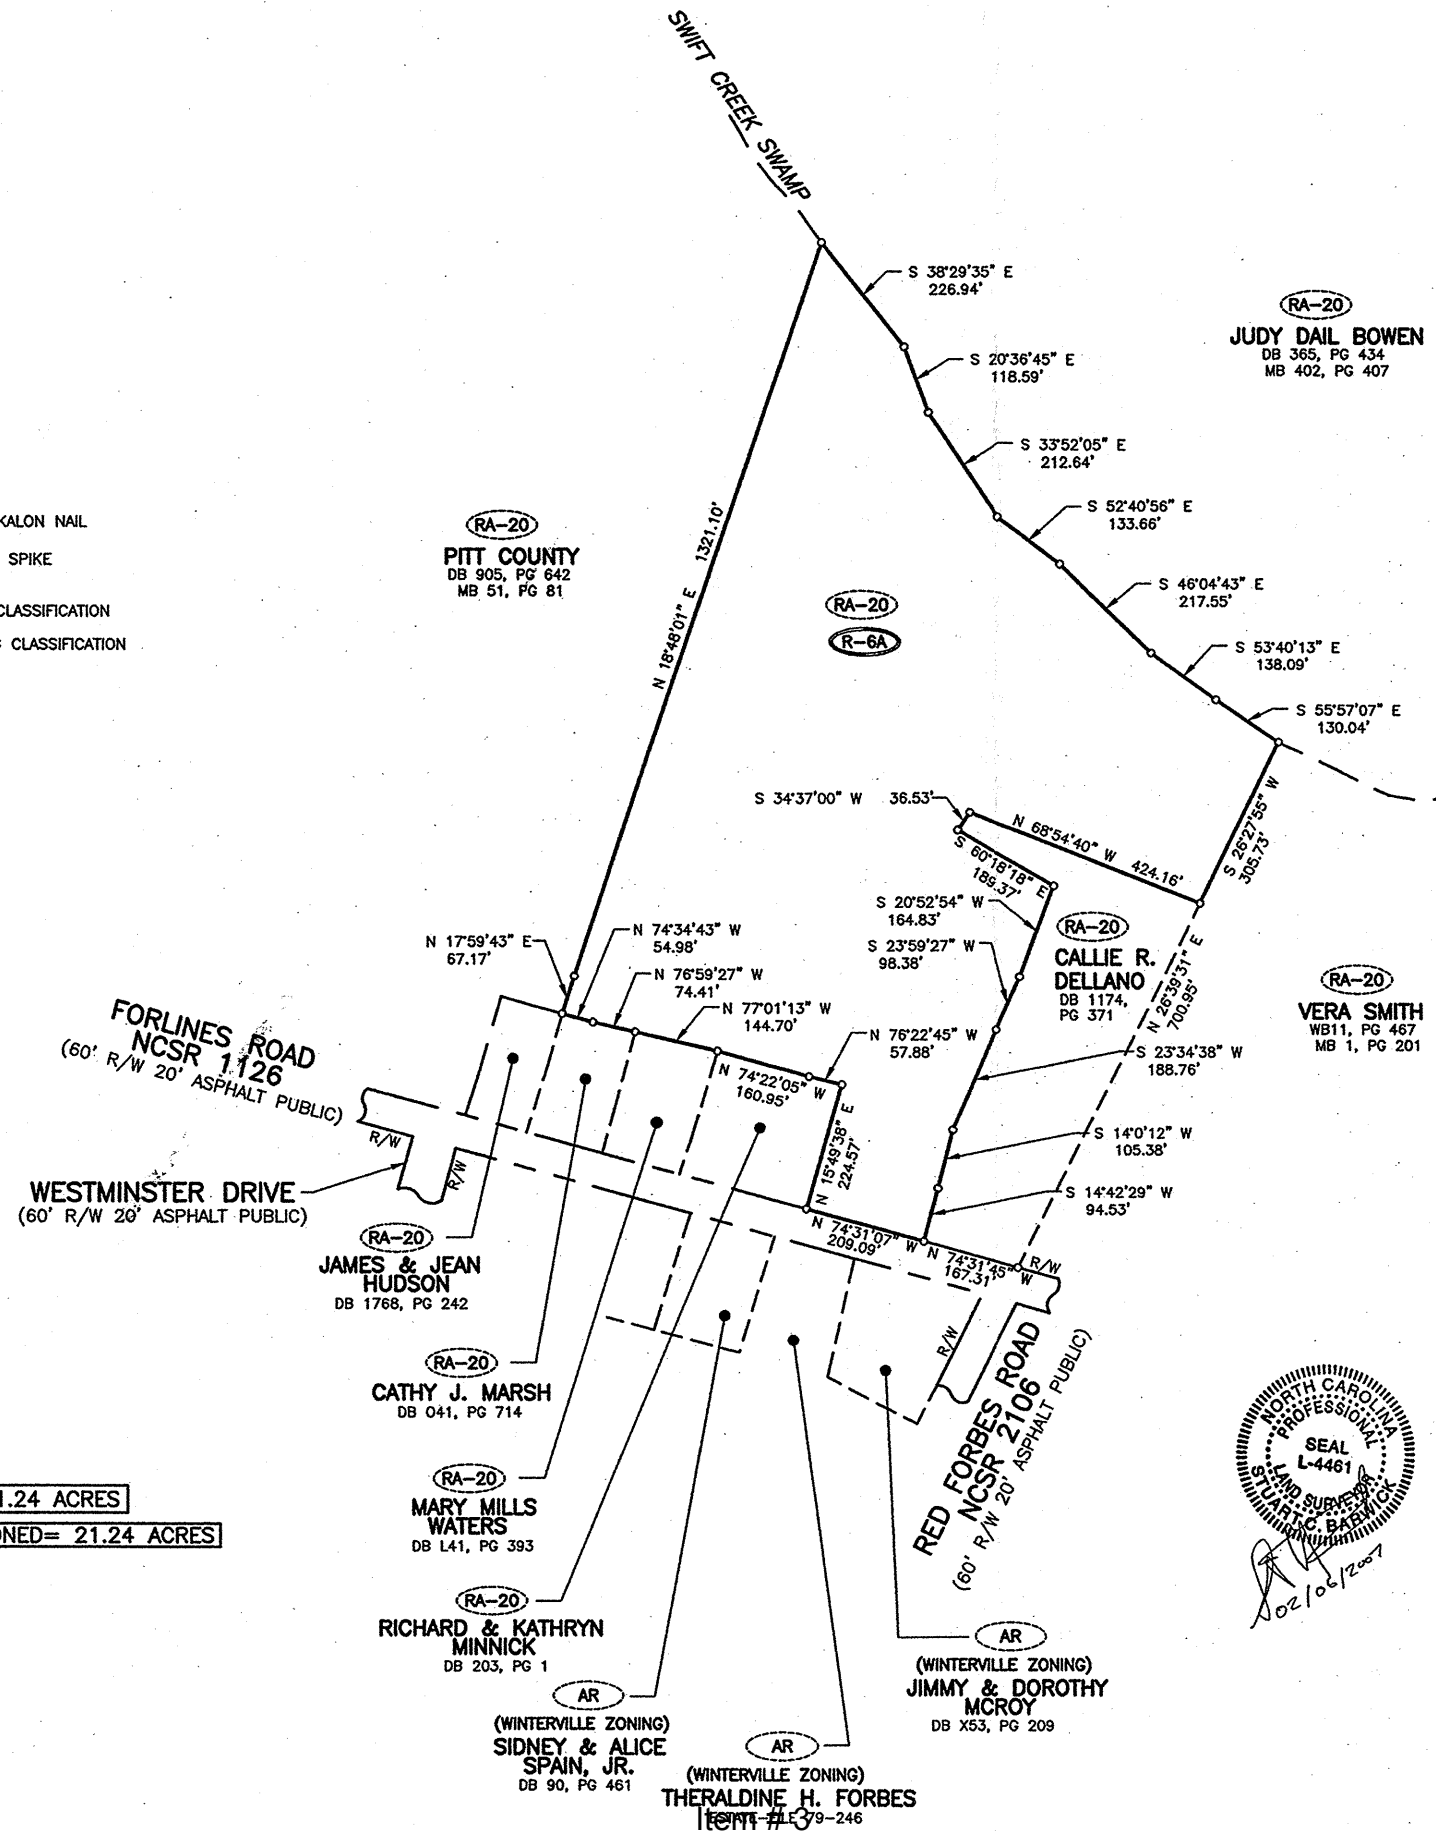 SWIFT CREEK SWAMP
S 38°29'35" E
226.94'
RA-20
JUDY DAIL BOWEN
DB 365, PG 434
MB 402, PG 407
S 20°36'45" E
118.59'
S 33°52'05" E
212.64'
KALON NAIL
SPIKE
CLASSIFICATION
CLASSIFICATION
RA-20
PITT COUNTY
DB 905, PG 642
MB 51, PG 81
N 18°48'01" E 1321.10'
S 52°40'56" E
133.66'
RA-20
R-6A
S 46°04'43" E
217.55'
S 53°40'13" E
138.09'
S 55°57'07" E
130.04'
S 34°37'00" W 36.53'
N 68°54'40" W 424.16'
S 26°27'55" W
305.73'
S 60°18'18" E
189.37'
S 20°52'54" W
164.83'
S 23°59'27" W
98.38'
RA-20
CALLIE R.
DELLANO
DB 1174,
PG 371
N 26°39'31" E
700.95'
RA-20
VERA SMITH
WB11, PG 467
MB 1, PG 201
N 17°59'43" E
67.17'
N 74°34'43" W
54.98'
N 76°59'27" W
74.41'
N 77°01'13" W
144.70'
N 76°22'45" W
57.88'
N 74°22'05" W
160.95'
N 15°49'38" E
224.57'
S 23°34'38" W
188.76'
S 14°0'12" W
105.38'
S 14°42'29" W
94.53'
N 74°31'07" W
209.09'
N 74°31'45" W
167.31'
R/W
FORLINES ROAD
NCSR 1126
(60' R/W 20' ASPHALT PUBLIC)
R/W
R/W
WESTMINSTER DRIVE
(60' R/W 20' ASPHALT PUBLIC)
RA-20
JAMES & JEAN
HUDSON
DB 1768, PG 242
RA-20
CATHY J. MARSH
DB 041, PG 714
R/W
RED FORBES ROAD
NCSR 2106
(60' R/W 20' ASPHALT PUBLIC)
RA-20
MARY MILLS
WATERS
DB L41, PG 393
1.24 ACRES
ONED= 21.24 ACRES
RA-20
RICHARD & KATHRYN
MINNICK
DB 203, PG 1
AR
(WINTERVILLE ZONING)
SIDNEY & ALICE
SPAIN, JR.
DB 90, PG 461
AR
(WINTERVILLE ZONING)
THERALDINE H. FORBES
ESTATE-FILE 79-246
Item # 3
AR
(WINTERVILLE ZONING)
JIMMY & DOROTHY
MCROY
DB X53, PG 209
NORTH CAROLINA
PROFESSIONAL
SEAL
L-4461
LAND SURVEYOR
STUART C. BARWICK
02/06/2007